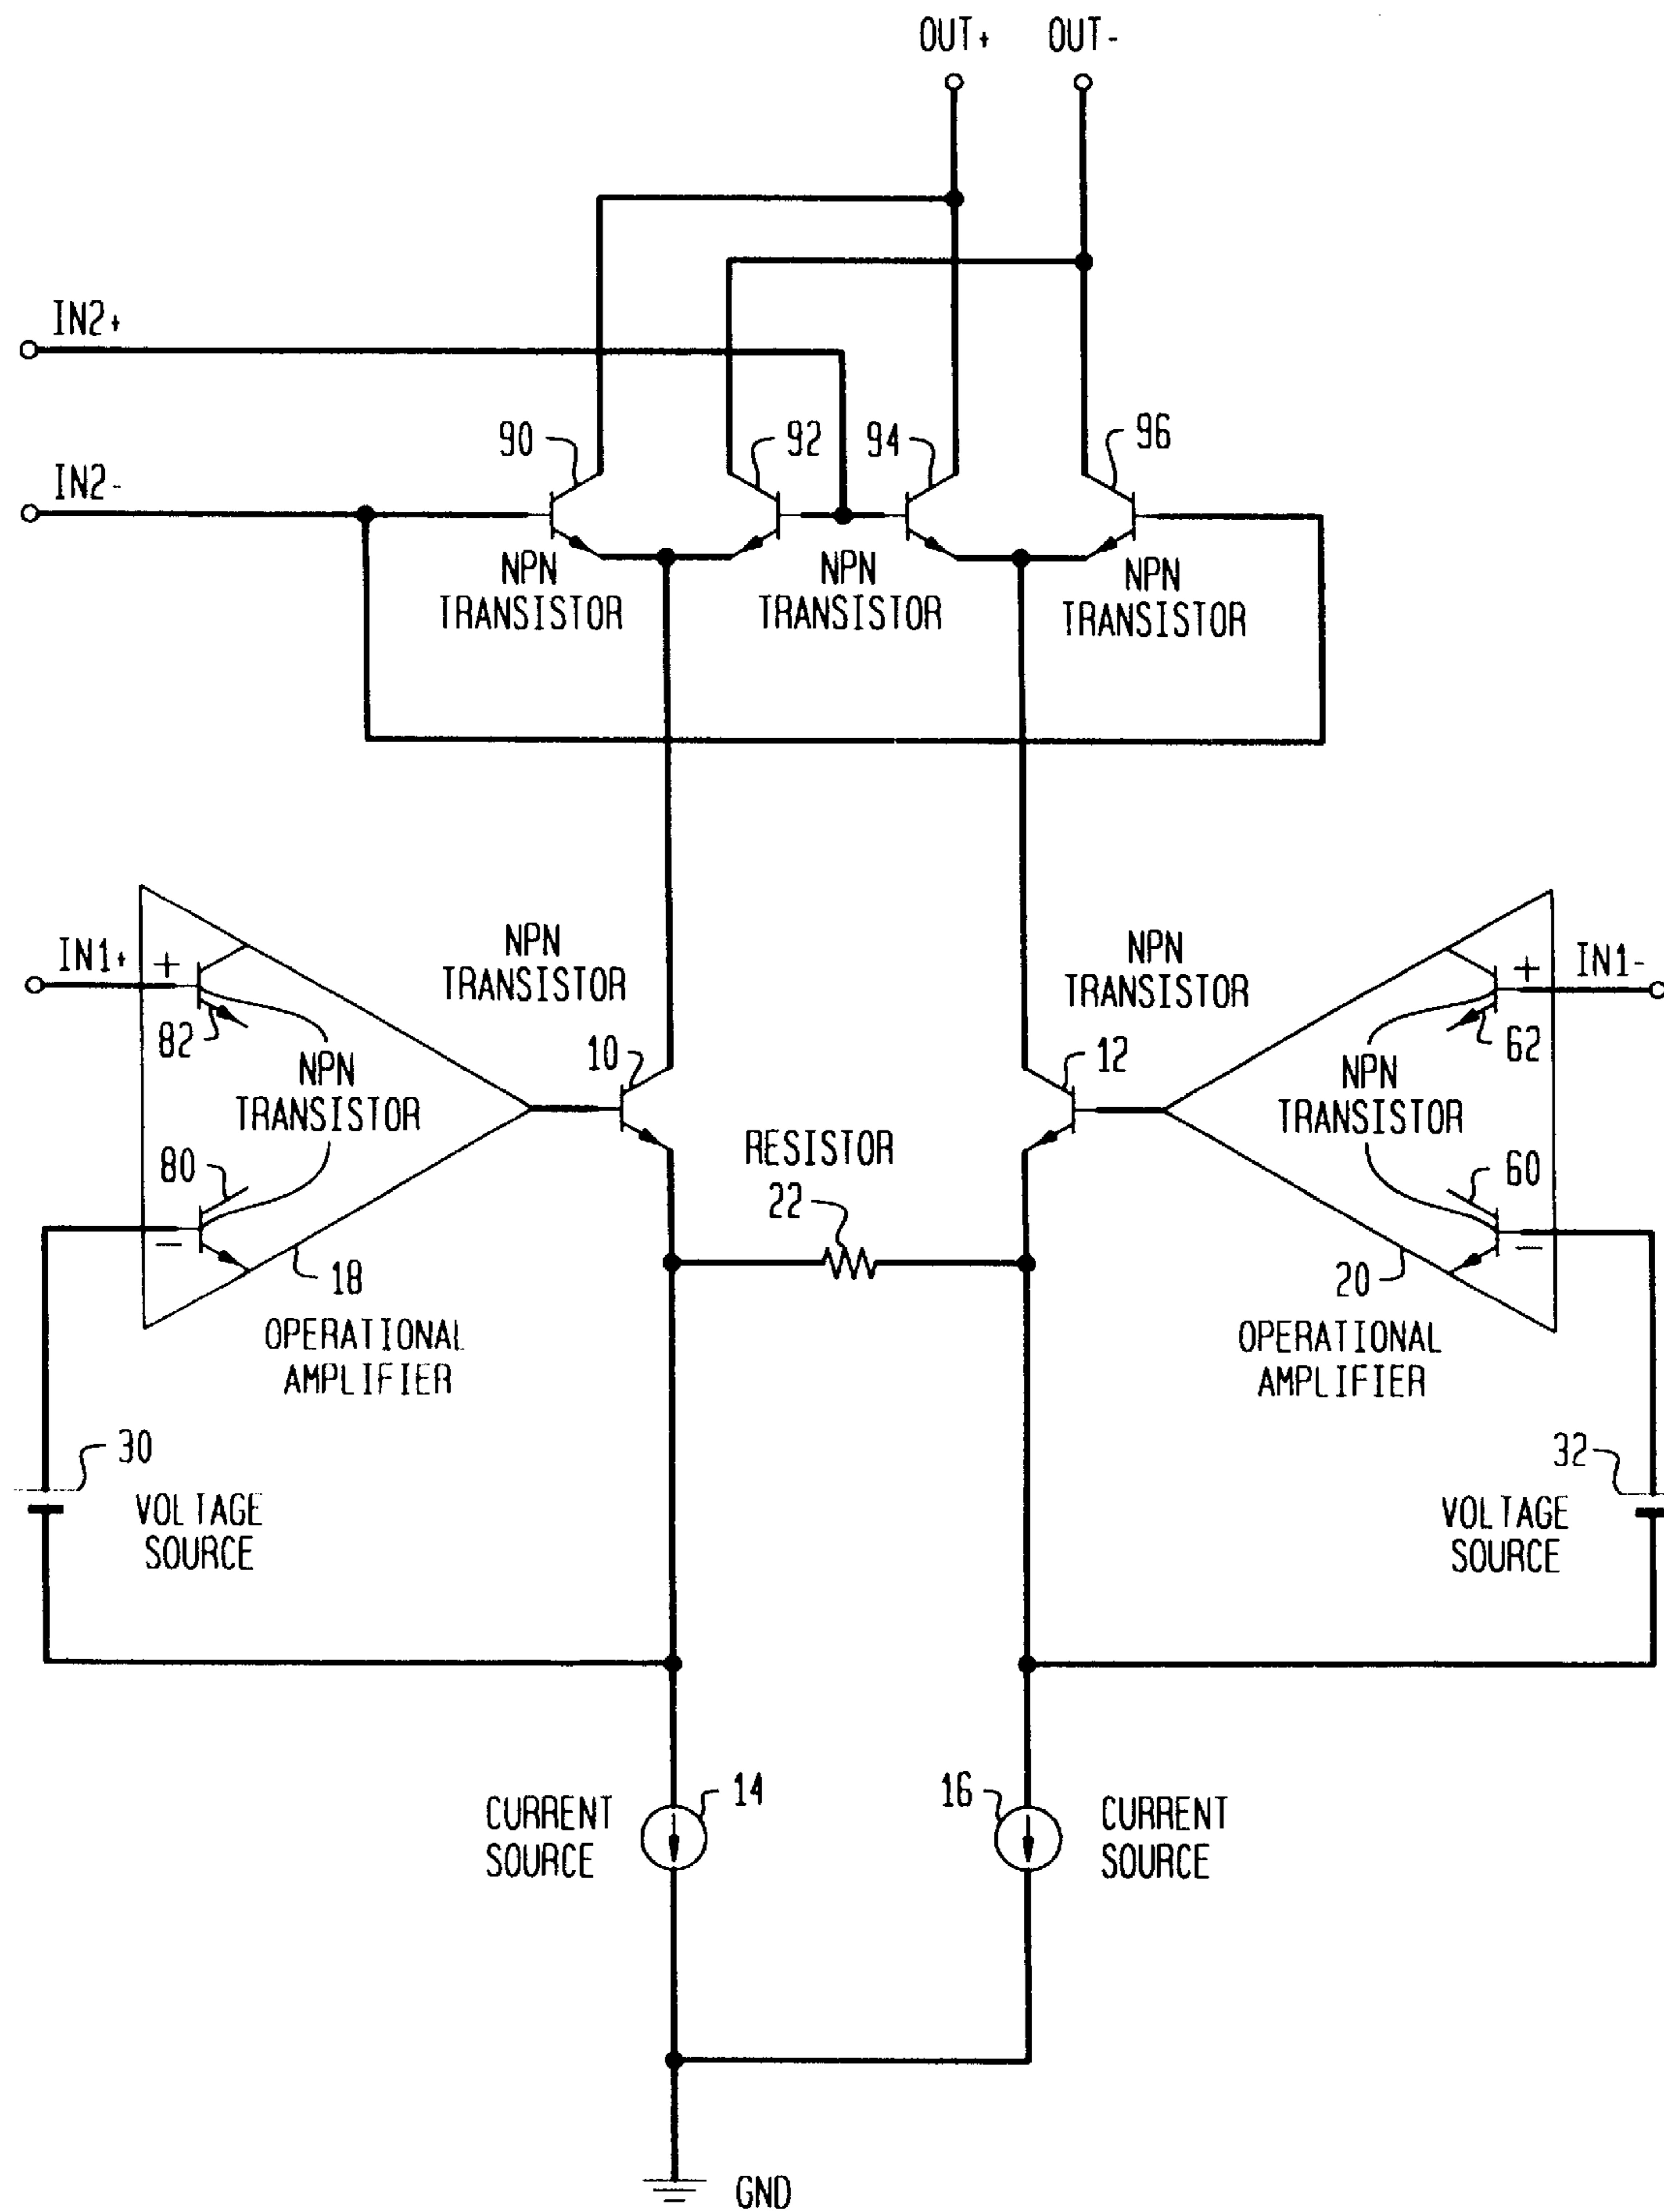 OUT+ OUT-
IN2+
90 92 94 96
IN2-
NPN
TRANSISTOR
NPN
TRANSISTOR
NPN
TRANSISTOR
NPN
TRANSISTOR
NPN
TRANSISTOR
IN1+ +
+ IN1-
82
62
NPN
TRANSISTOR
10
12
NPN
TRANSISTOR
80
60
RESISTOR
22
−
−
18
20
OPERATIONAL
AMPLIFIER
OPERATIONAL
AMPLIFIER
30
32
VOLTAGE
SOURCE
VOLTAGE
SOURCE
14
16
CURRENT
SOURCE
CURRENT
SOURCE
GND